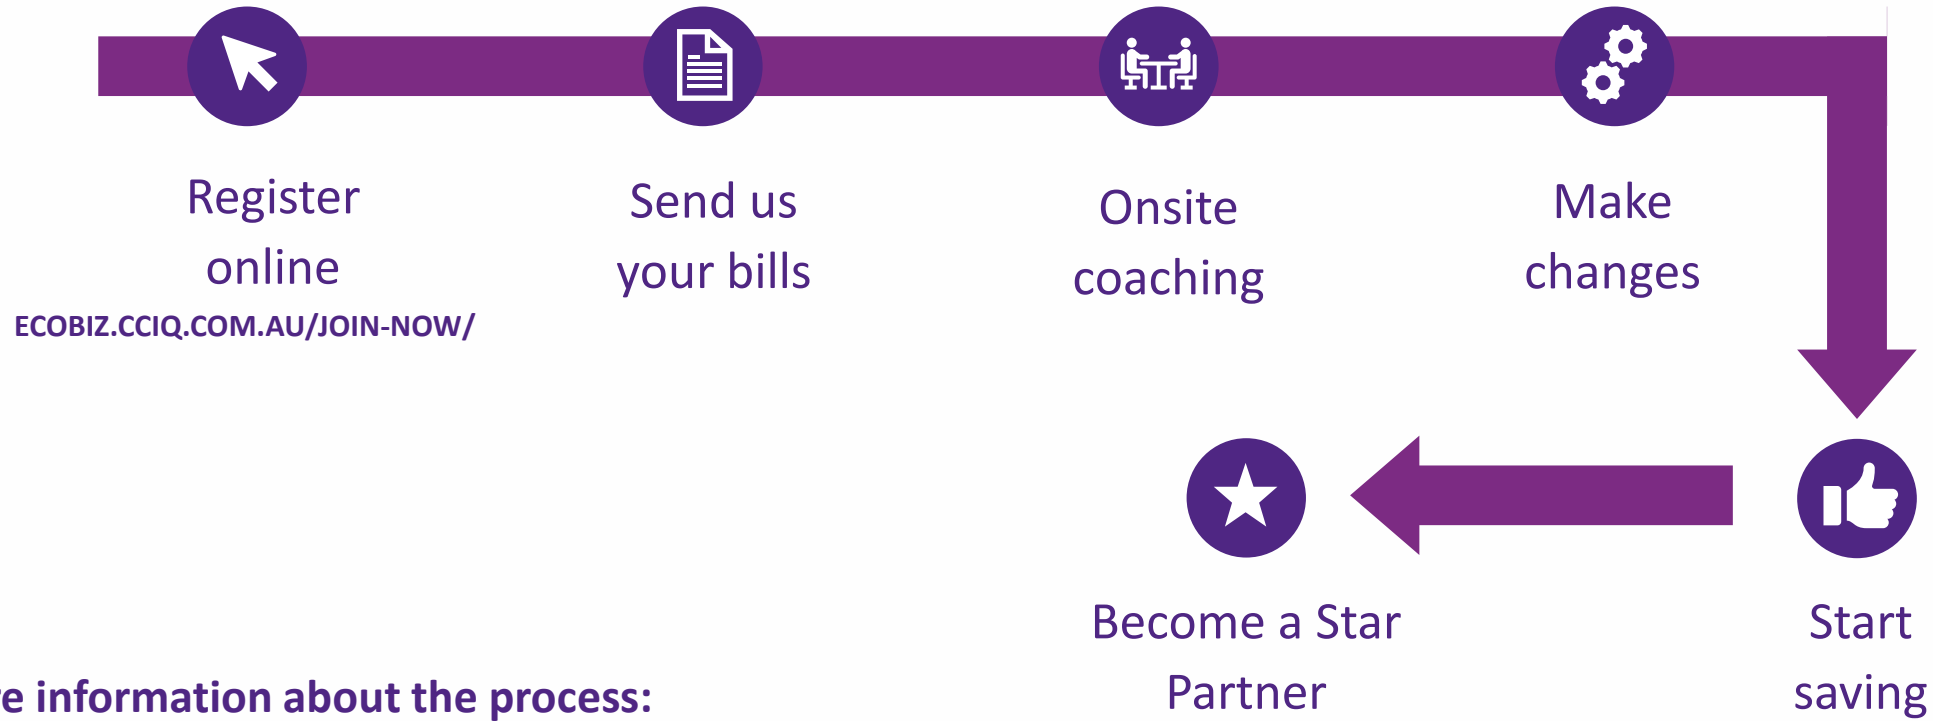 Register
online
ECOBIZ.CCIQ.COM.AU/JOIN-NOW/
Send us
your bills
Onsite
coaching
Make
changes
Start
saving
Become a Star
Partner
information about the process: